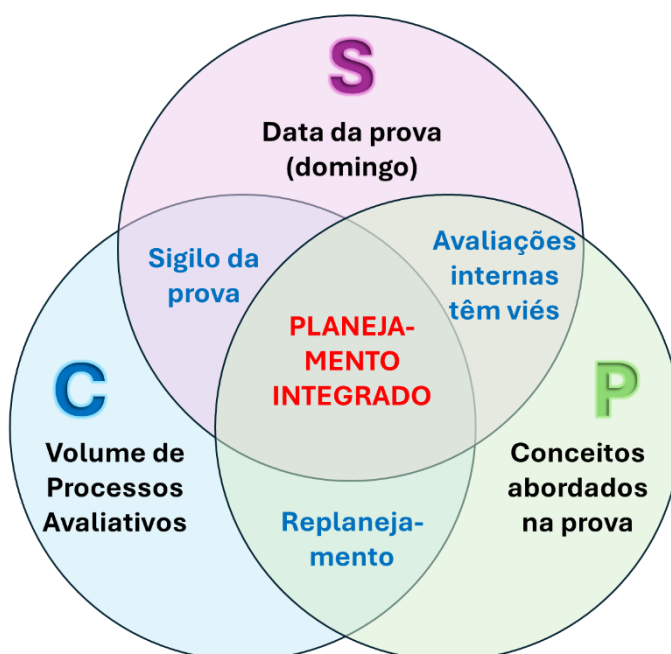 S
Data da prova
(domingo)
Sigilo da
prova
Avaliações
internas
têm viés
PLANEJA-
MENTO
INTEGRADO
C
Volume de
Processos
Avaliativos
P
Conceitos
abordados
na prova
Replaneja-
mento